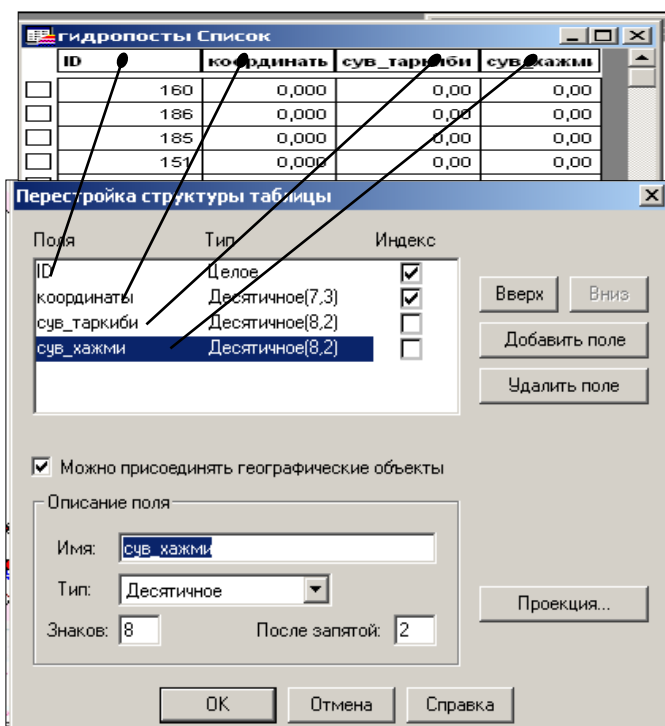 гидропосты Список
ID координать сув_таркиби сув_хажми
160 0,000 0,00 0,00
186 0,000 0,00 0,00
185 0,000 0,00 0,00
151 0,000 0,00 0,00
Перестройка структуры таблицы
Поля Тип Индекс
ID Целое
координаты Десятичное(7,3)
сув_таркиби Десятичное(8,2)
сув_хажми Десятичное(8,2)
Вверх Вниз
Добавить поле
Удалить поле
Можно присоединять географические объекты
Описание поля
Имя: сув_хажми
Тип: Десятичное
Знаков: 8 После запятой: 2
Проекция...
OK Отмена Справка